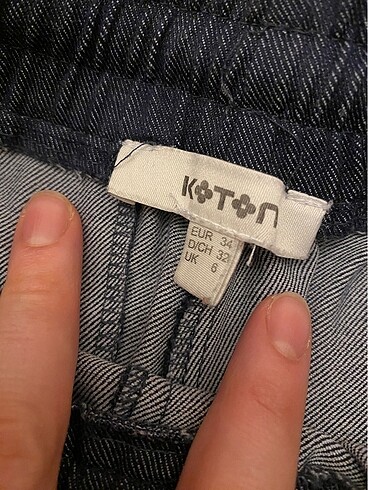 KOTON
EUR 34
D/CH 32
UK 6